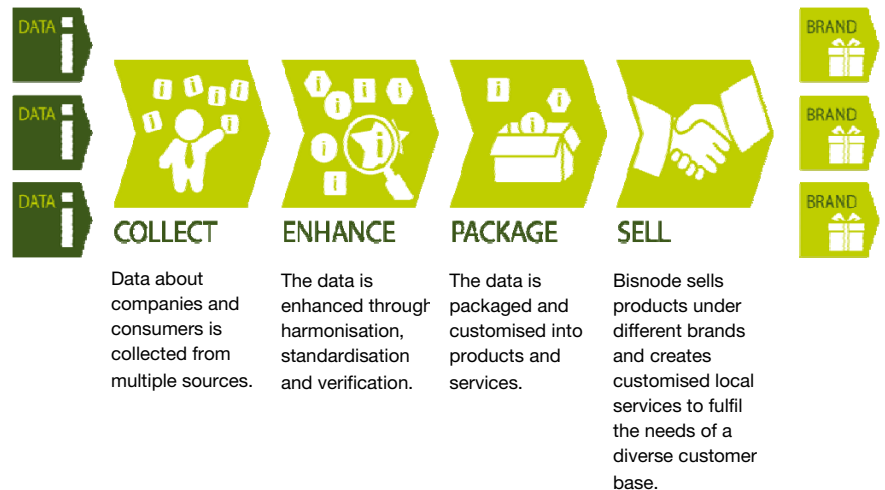 DATA
DATA
DATA
COLLECT
Data about
companies and
consumers is
collected from
multiple sources.
ENHANCE
The data is
enhanced through
harmonisation,
standardisation
and verification.
PACKAGE
The data is
packaged and
customised into
products and
services.
SELL
Bisnode sells
products under
different brands
and creates
customised local
services to fulfil
the needs of a
diverse customer
base.
BRAND
BRAND
BRAND